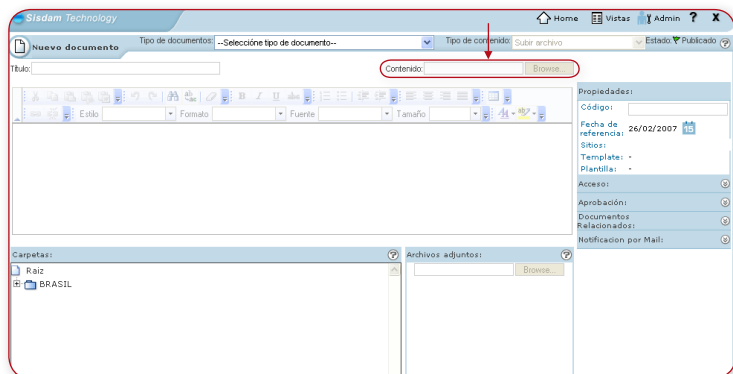 Sisdam Technology
Home Vistas Admin ? X
Nuevo documento
Tipo de documentos: --Seleccióne tipo de documento--
Tipo de contenido: Subir archivo
Estado: Publicado ?
Título:
Contenido: Browse...
Estilo Formato Fuente Tamaño
Propiedades:
Código:
Fecha de referencia: 26/02/2007 15
Sitios:
Template: -
Plantilla: -
Acceso:
Aprobación:
Documentos
Relacionados:
Notificacion por Mail:
Carpetas: ?
Raiz
BRASIL
Archivos adjuntos: ?
Browse...